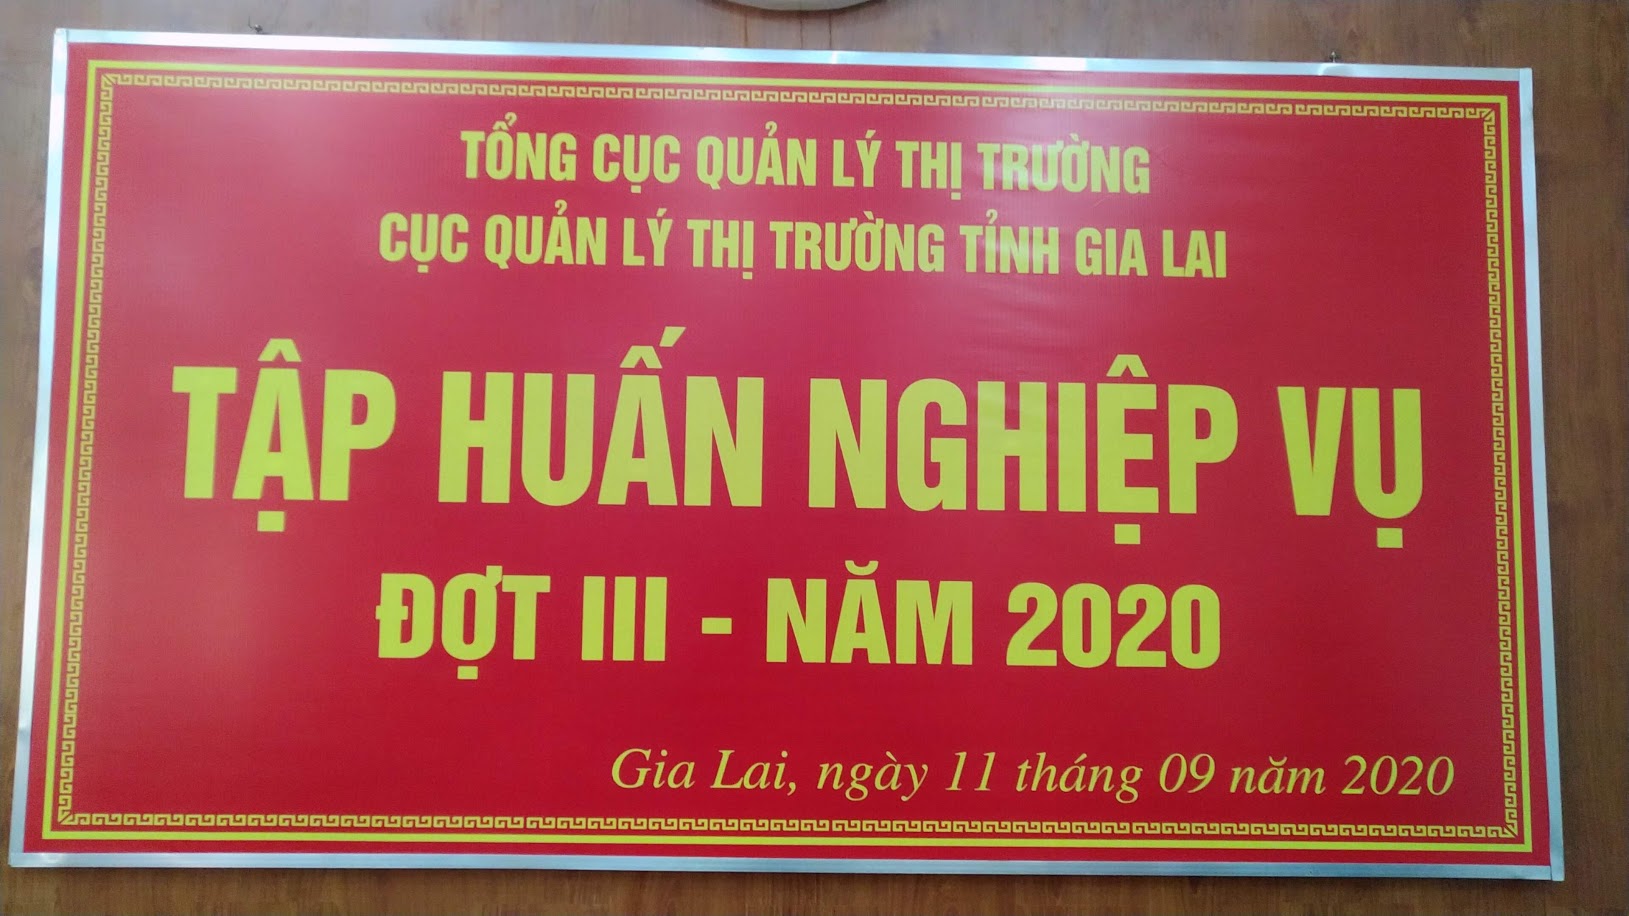 TỔNG CỤC QUẢN LÝ THỊ TRƯỜNG
CỤC QUẢN LÝ THỊ TRƯỜNG TỈNH GIA LAI
TẬP HUẤN NGHIỆP VỤ
ĐỢT III - NĂM 2020
Gia Lai, ngày 11 tháng 09 năm 2020